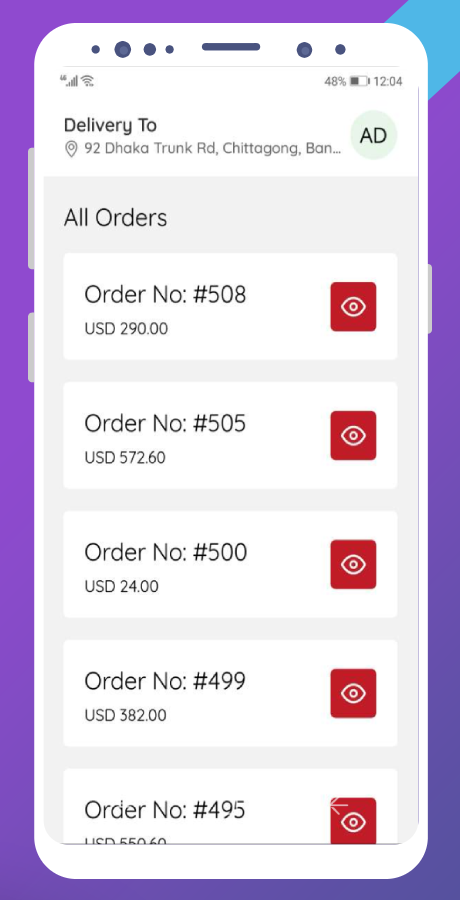 48% 12:04
Delivery To
92 Dhaka Trunk Rd, Chittagong, Ban...
AD
All Orders
Order No: #508
USD 290.00
Order No: #505
USD 572.60
Order No: #500
USD 24.00
Order No: #499
USD 382.00
Order No: #495
USD 550.60